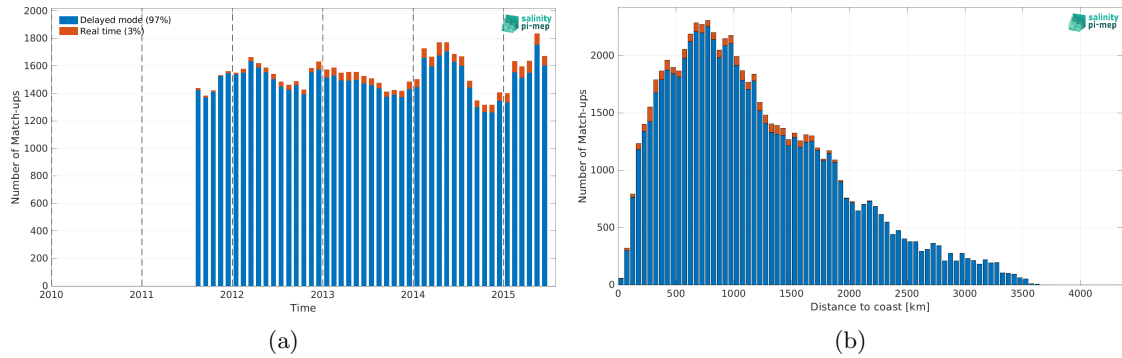 Delayed mode (97%)
Real time (3%)
salinity
pi-mep
Number of Match-ups
2000
1800
1600
1400
1200
1000
800
600
400
200
0
2010
2011
2012
2013
2014
2015
Time
(a)
salinity
pi-mep
Number of Match-ups
2000
1500
1000
500
0
0
500
1000
1500
2000
2500
3000
3500
4000
Distance to coast [km]
(b)